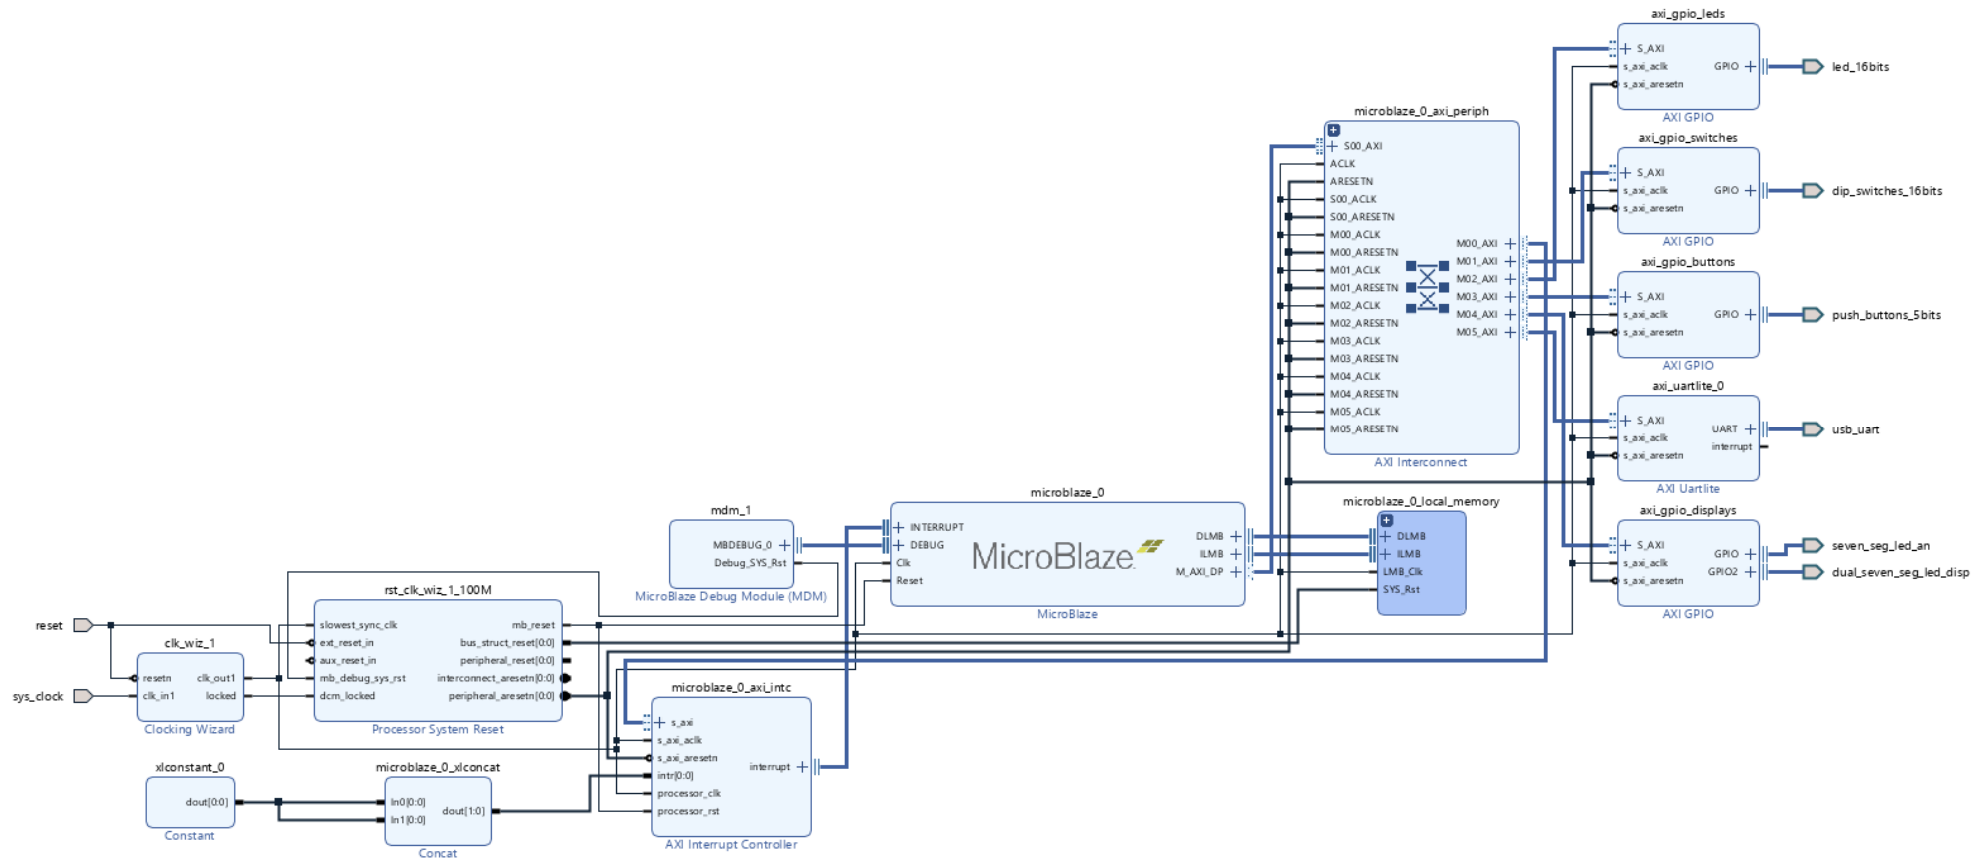 axi_gpio_leds
S_AXI
s_axi_aclk
s_axi_aresetn
GPIO
AXI GPIO
led_16bits
axi_gpio_switches
S_AXI
s_axi_aclk
s_axi_aresetn
GPIO
AXI GPIO
dip_switches_16bits
axi_gpio_buttons
S_AXI
s_axi_aclk
s_axi_aresetn
GPIO
AXI GPIO
push_buttons_5bits
axi_uartlite_0
S_AXI
s_axi_aclk
s_axi_aresetn
UART
interrupt
AXI Uartlite
usb_uart
axi_gpio_displays
S_AXI
s_axi_aclk
s_axi_aresetn
GPIO
GPIO2
AXI GPIO
seven_seg_led_an
dual_seven_seg_led_disp
microblaze_0_axi_periph
S00_AXI
ACLK
ARESETN
S00_ACLK
S00_ARESETN
M00_ACLK
M00_ARESETN
M01_ACLK
M01_ARESETN
M02_ACLK
M02_ARESETN
M03_ACLK
M03_ARESETN
M04_ACLK
M04_ARESETN
M05_ACLK
M05_ARESETN
M00_AXI
M01_AXI
M02_AXI
M03_AXI
M04_AXI
M05_AXI
AXI Interconnect
microblaze_0_local_memory
DLMB
ILMB
LMB_Clk
SYS_Rst
microblaze_0
INTERRUPT
DEBUG
Clk
Reset
MicroBlaze
DLMB
ILMB
M_AXI_DP
MicroBlaze
mdm_1
MBDEBUG_0
Debug_SYS_Rst
MicroBlaze Debug Module (MDM)
rst_clk_wiz_1_100M
slowest_sync_clk
ext_reset_in
aux_reset_in
mb_debug_sys_rst
dcm_locked
mb_reset
bus_struct_reset[0:0]
peripheral_reset[0:0]
interconnect_aresetn[0:0]
peripheral_aresetn[0:0]
Processor System Reset
reset
sys_clock
clk_wiz_1
resetn
clk_in1
clk_out1
locked
Clocking Wizard
microblaze_0_axi_intc
s_axi
s_axi_aclk
s_axi_aresetn
intr[0:0]
processor_clk
processor_rst
interrupt
AXI Interrupt Controller
xlconstant_0
dout[0:0]
Constant
microblaze_0_xlconcat
In0[0:0]
In1[0:0]
dout[1:0]
Concat